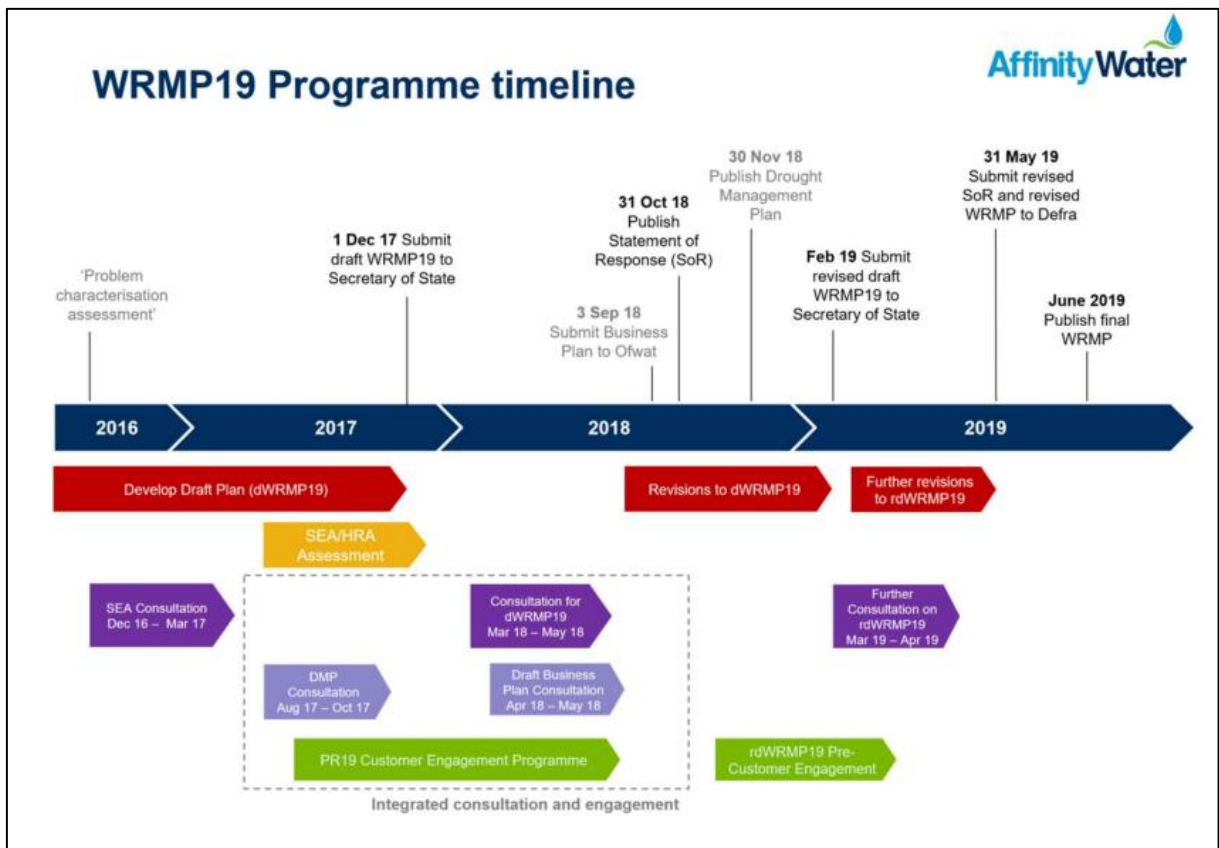 Affinity Water
WRMP19 Programme timeline
'Problem
characterisation
assessment'
1 Dec 17 Submit
draft WRMP19 to
Secretary of State
3 Sep 18
Submit Business
Plan to Ofwat
31 Oct 18
Publish
Statement of
Response (SoR)
30 Nov 18
Publish Drought
Management
Plan
Feb 19 Submit
revised draft
WRMP19 to
Secretary of State
31 May 19
Submit revised
SoR and revised
WRMP to Defra
June 2019
Publish final
WRMP
2016
2017
2018
2019
Develop Draft Plan (dWRMP19)
Revisions to dWRMP19
Further revisions
to rdWRMP19
SEA/HRA
Assessment
SEA Consultation
Dec 16 – Mar 17
Consultation for
dWRMP19
Mar 18 – May 18
Further
Consultation on
rdWRMP19
Mar 19 – Apr 19
DMP
Consultation
Aug 17 – Oct 17
Draft Business
Plan Consultation
Apr 18 – May 18
PR19 Customer Engagement Programme
rdWRMP19 Pre-
Customer Engagement
Integrated consultation and engagement